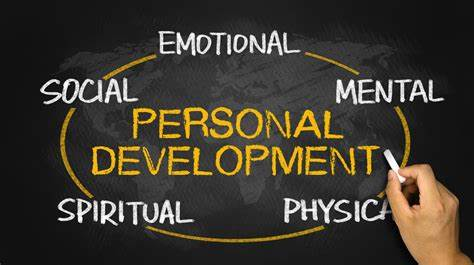 EMOTIONAL
SOCIAL
MENTAL
PERSONAL
DEVELOPMENT
SPIRITUAL
PHYSICA